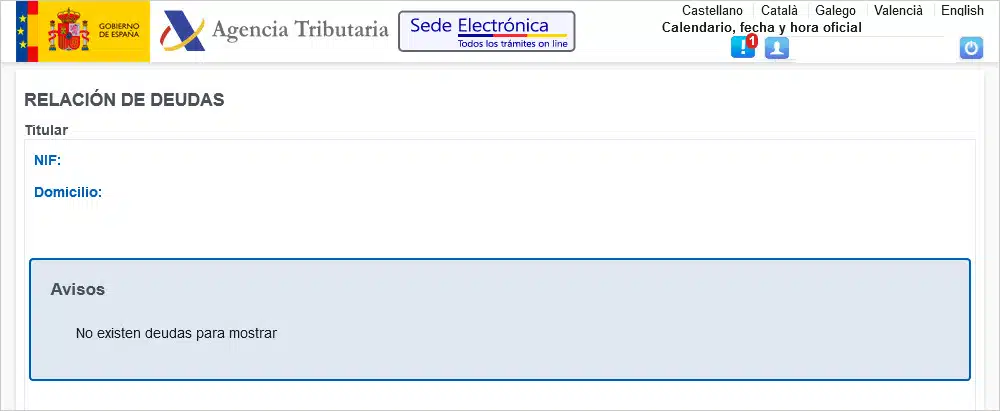 Castellano Català Galego Valencià English
GOBIERNO
DE ESPAÑA
Agencia Tributaria
Sede Electrónica
Todos los trámites on line
Calendario, fecha y hora oficial
! 1
RELACIÓN DE DEUDAS
Titular
NIF:
Domicilio:
Avisos
No existen deudas para mostrar